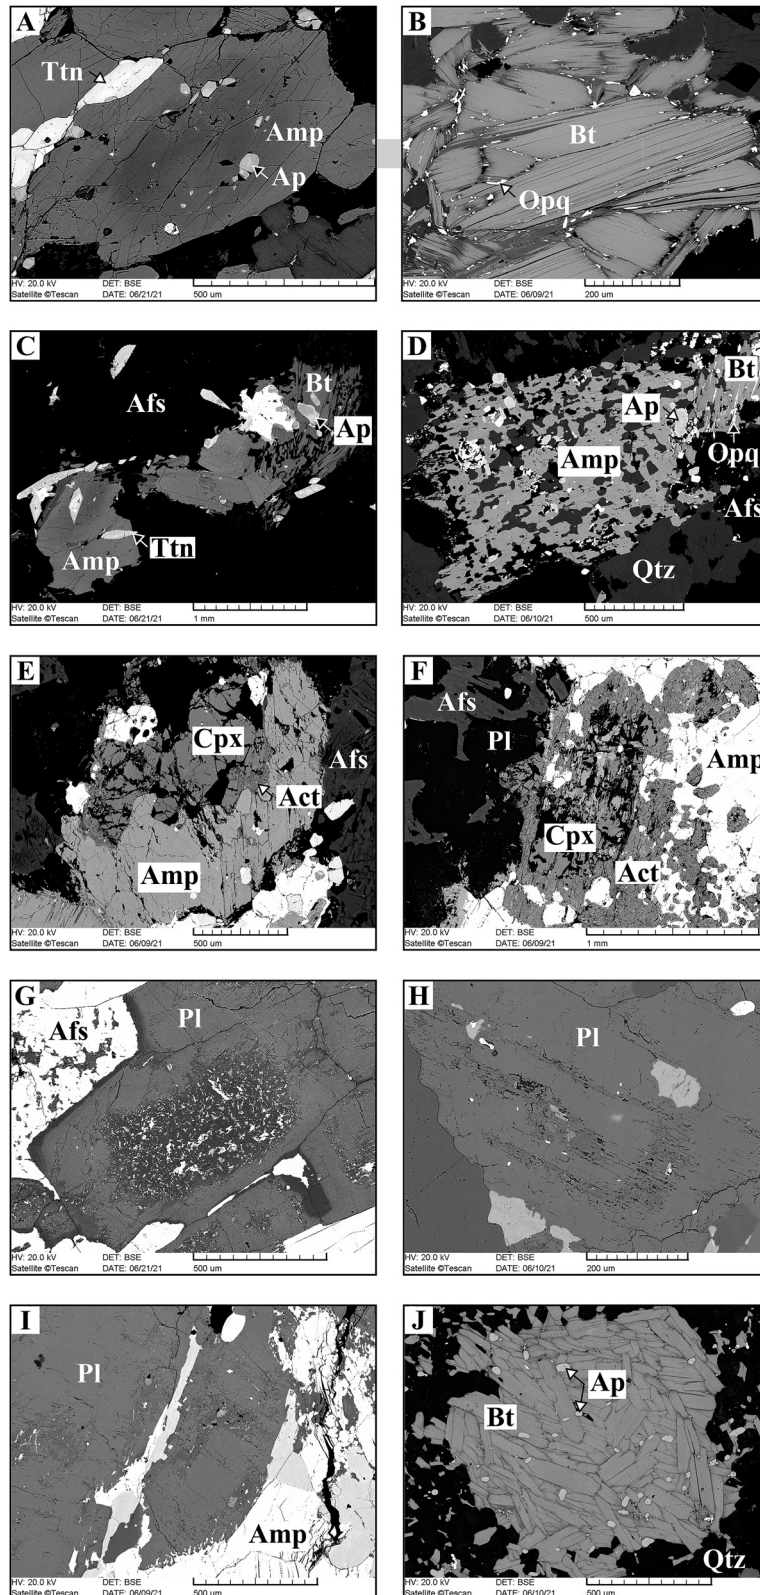 A
Ttn
Amp
Ap
HV: 20.0 kV DET: BSE
Satellite ©Tescan DATE: 06/21/21 500 um
B
Bt
Opq
HV: 20.0 kV DET: BSE
Satellite ©Tescan DATE: 06/09/21 200 um
C
Bt
Afs
Ap
Amp
Ttn
HV: 20.0 kV DET: BSE
Satellite ©Tescan DATE: 06/21/21 1 mm
D
Bt
Ap
Opq
Amp
Afs
Qtz
HV: 20.0 kV DET: BSE
Satellite ©Tescan DATE: 06/10/21 500 um
E
Cpx
Afs
Act
Amp
HV: 20.0 kV DET: BSE
Satellite ©Tescan DATE: 06/09/21 500 um
F
Afs
Pl
Amp
Cpx
Act
HV: 20.0 kV DET: BSE
Satellite ©Tescan DATE: 06/09/21 1 mm
G
Pl
Afs
HV: 20.0 kV DET: BSE
Satellite ©Tescan DATE: 06/21/21 500 um
H
Pl
HV: 20.0 kV DET: BSE
Satellite ©Tescan DATE: 06/10/21 200 um
I
Pl
Amp
HV: 20.0 kV DET: BSE
Satellite ©Tescan DATE: 06/09/21 500 um
J
Ap
Bt
Qtz
HV: 20.0 kV DET: BSE
Satellite ©Tescan DATE: 06/10/21 500 um